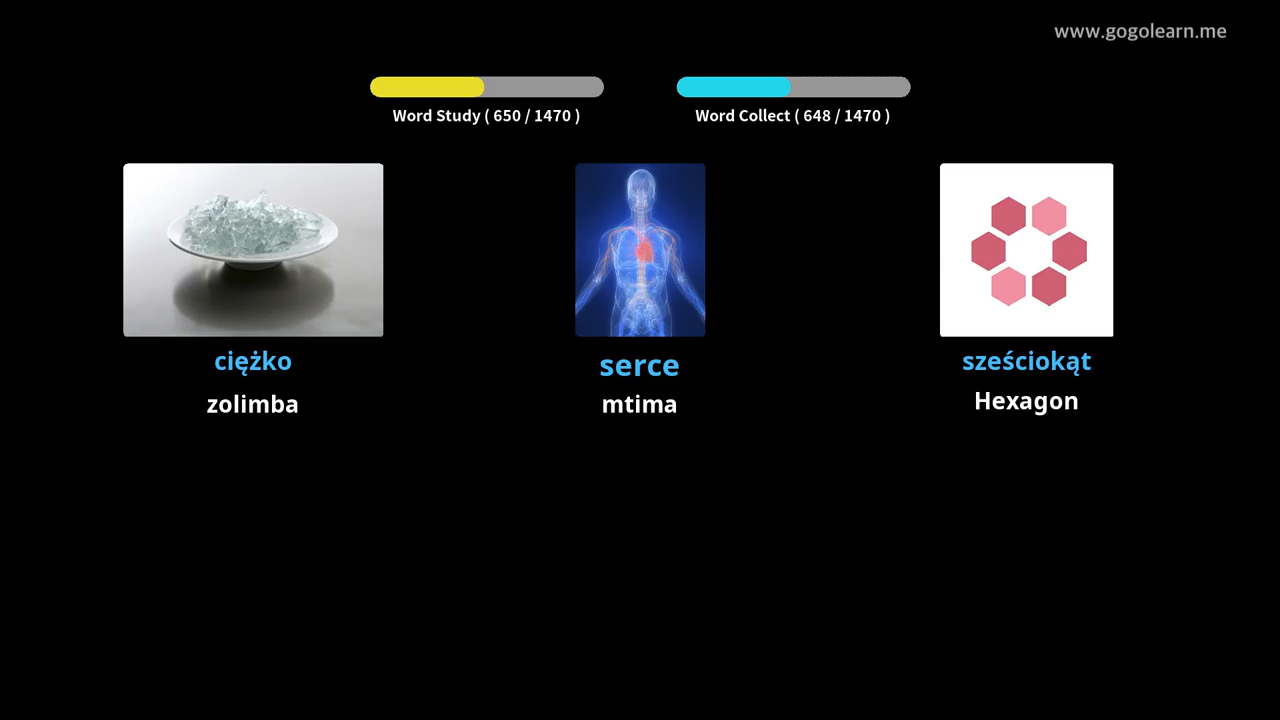 www.gogolearn.me
Word Study ( 650 / 1470 )
Word Collect ( 648 / 1470 )
ciężko
zolimba
serce
mtima
sześciokąt
Hexagon